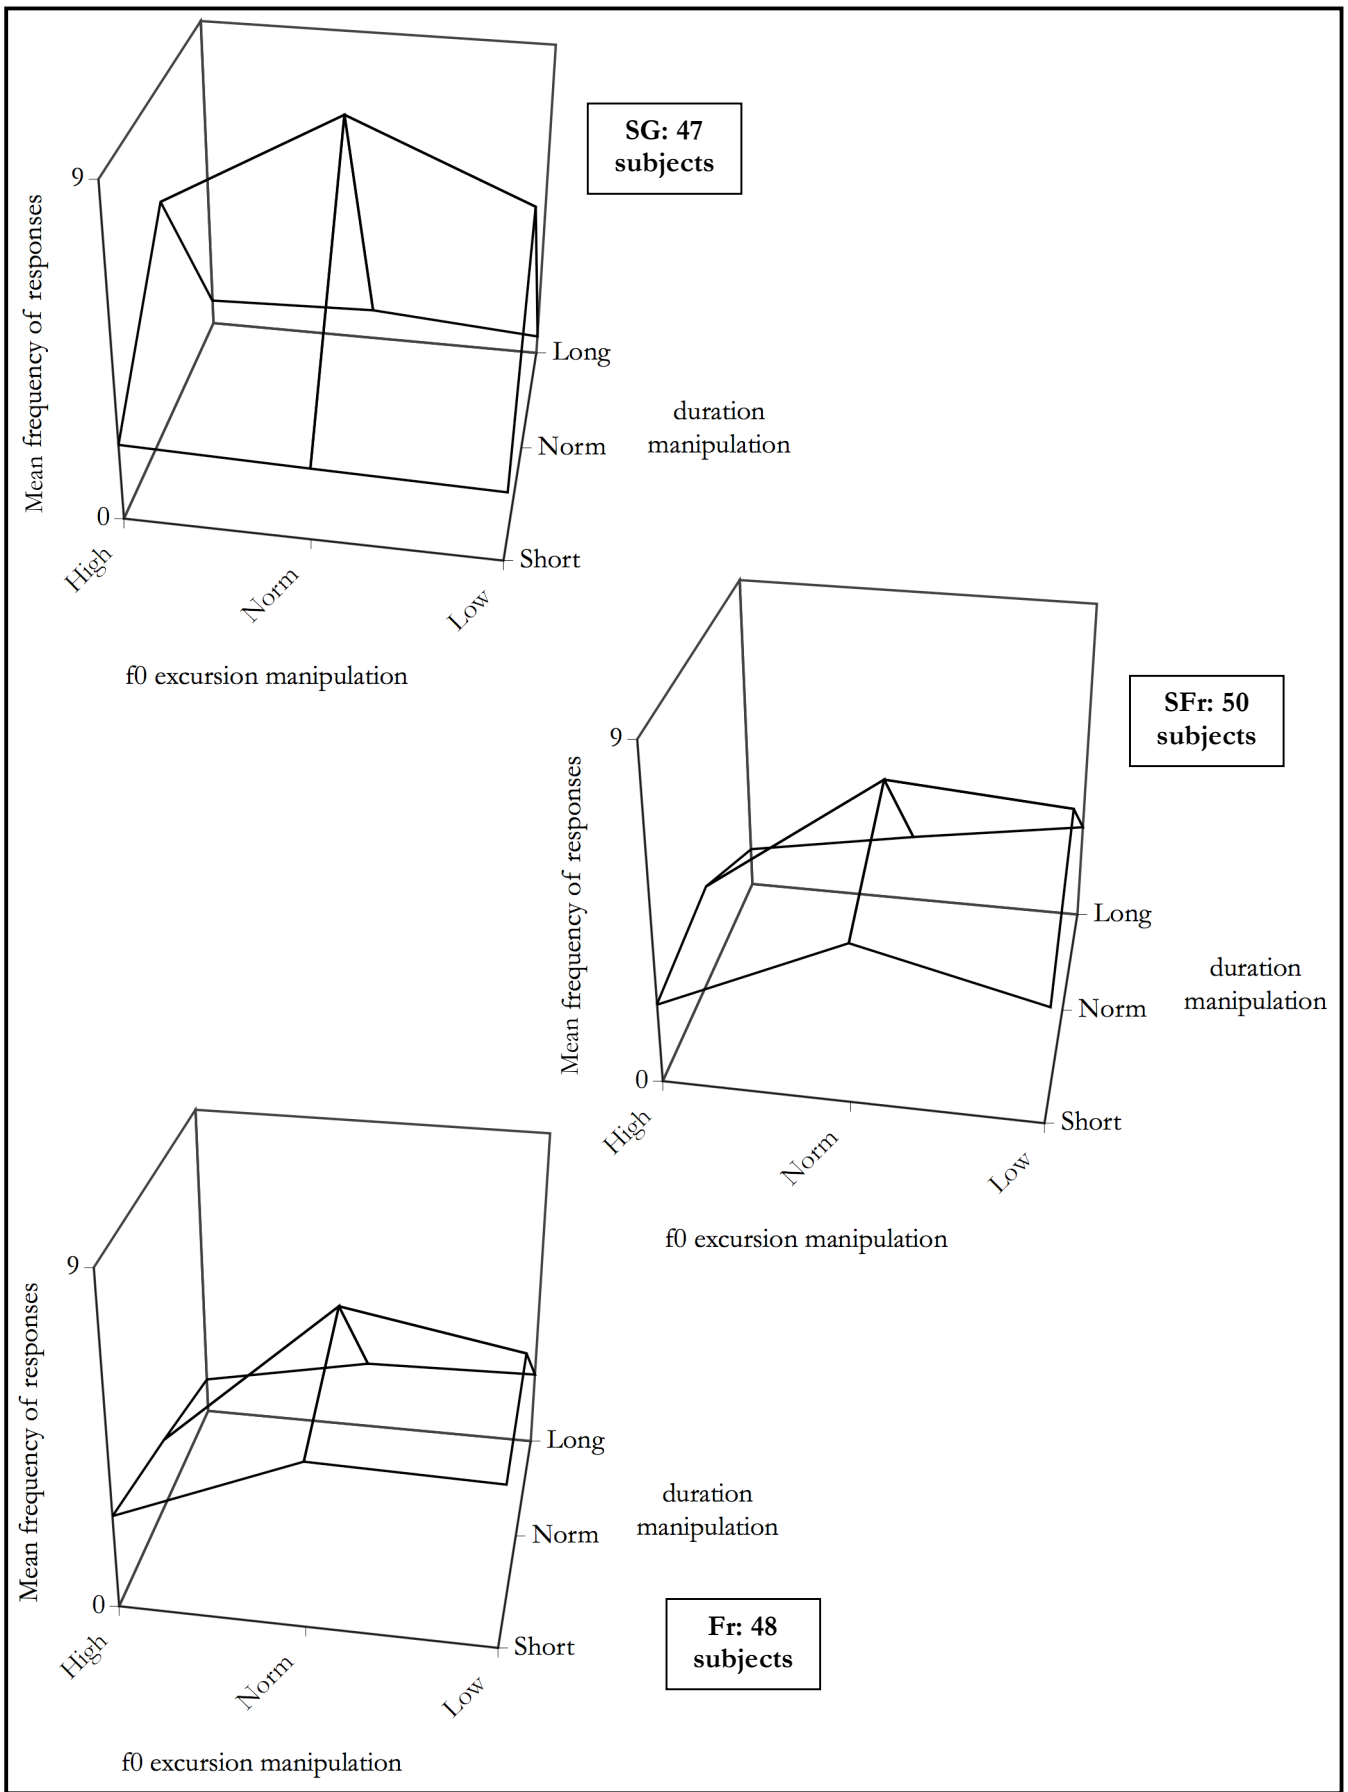 SG: 47
subjects
9
Mean frequency of responses
Long
duration
manipulation
Norm
0
Short
High
Norm
Low
f0 excursion manipulation
SFr: 50
subjects
9
Mean frequency of responses
Long
duration
manipulation
Norm
0
Short
High
Norm
Low
f0 excursion manipulation
9
Mean frequency of responses
Long
duration
manipulation
Norm
0
Short
High
Norm
Low
Fr: 48
subjects
f0 excursion manipulation